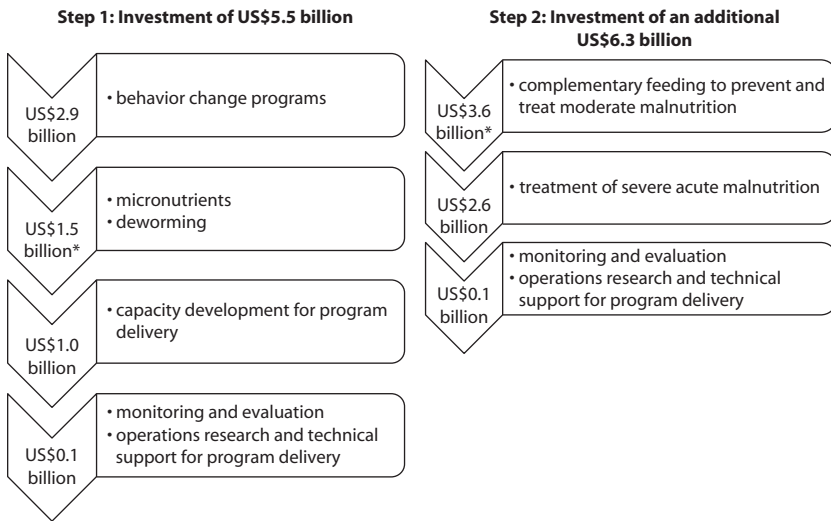 Step 1: Investment of US$5.5 billion
US$2.9
billion
• behavior change programs
US$1.5
billion*
• micronutrients
• deworming
US$1.0
billion
• capacity development for program
delivery
US$0.1
billion
• monitoring and evaluation
• operations research and technical
support for program delivery
Step 2: Investment of an additional
US$6.3 billion
US$3.6
billion*
• complementary feeding to prevent and
treat moderate malnutrition
US$2.6
billion
• treatment of severe acute malnutrition
US$0.1
billion
• monitoring and evaluation
• operations research and technical
support for program delivery